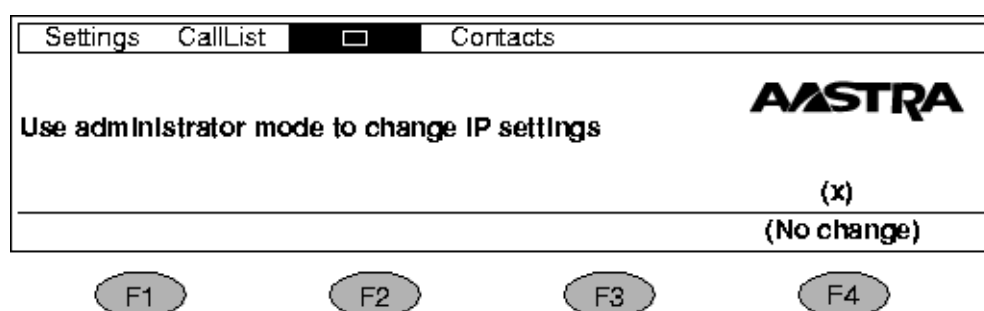 Settings CallList Contacts
AASTRA
Use administrator mode to change IP settings
(x)
(No change)
F1 F2 F3 F4